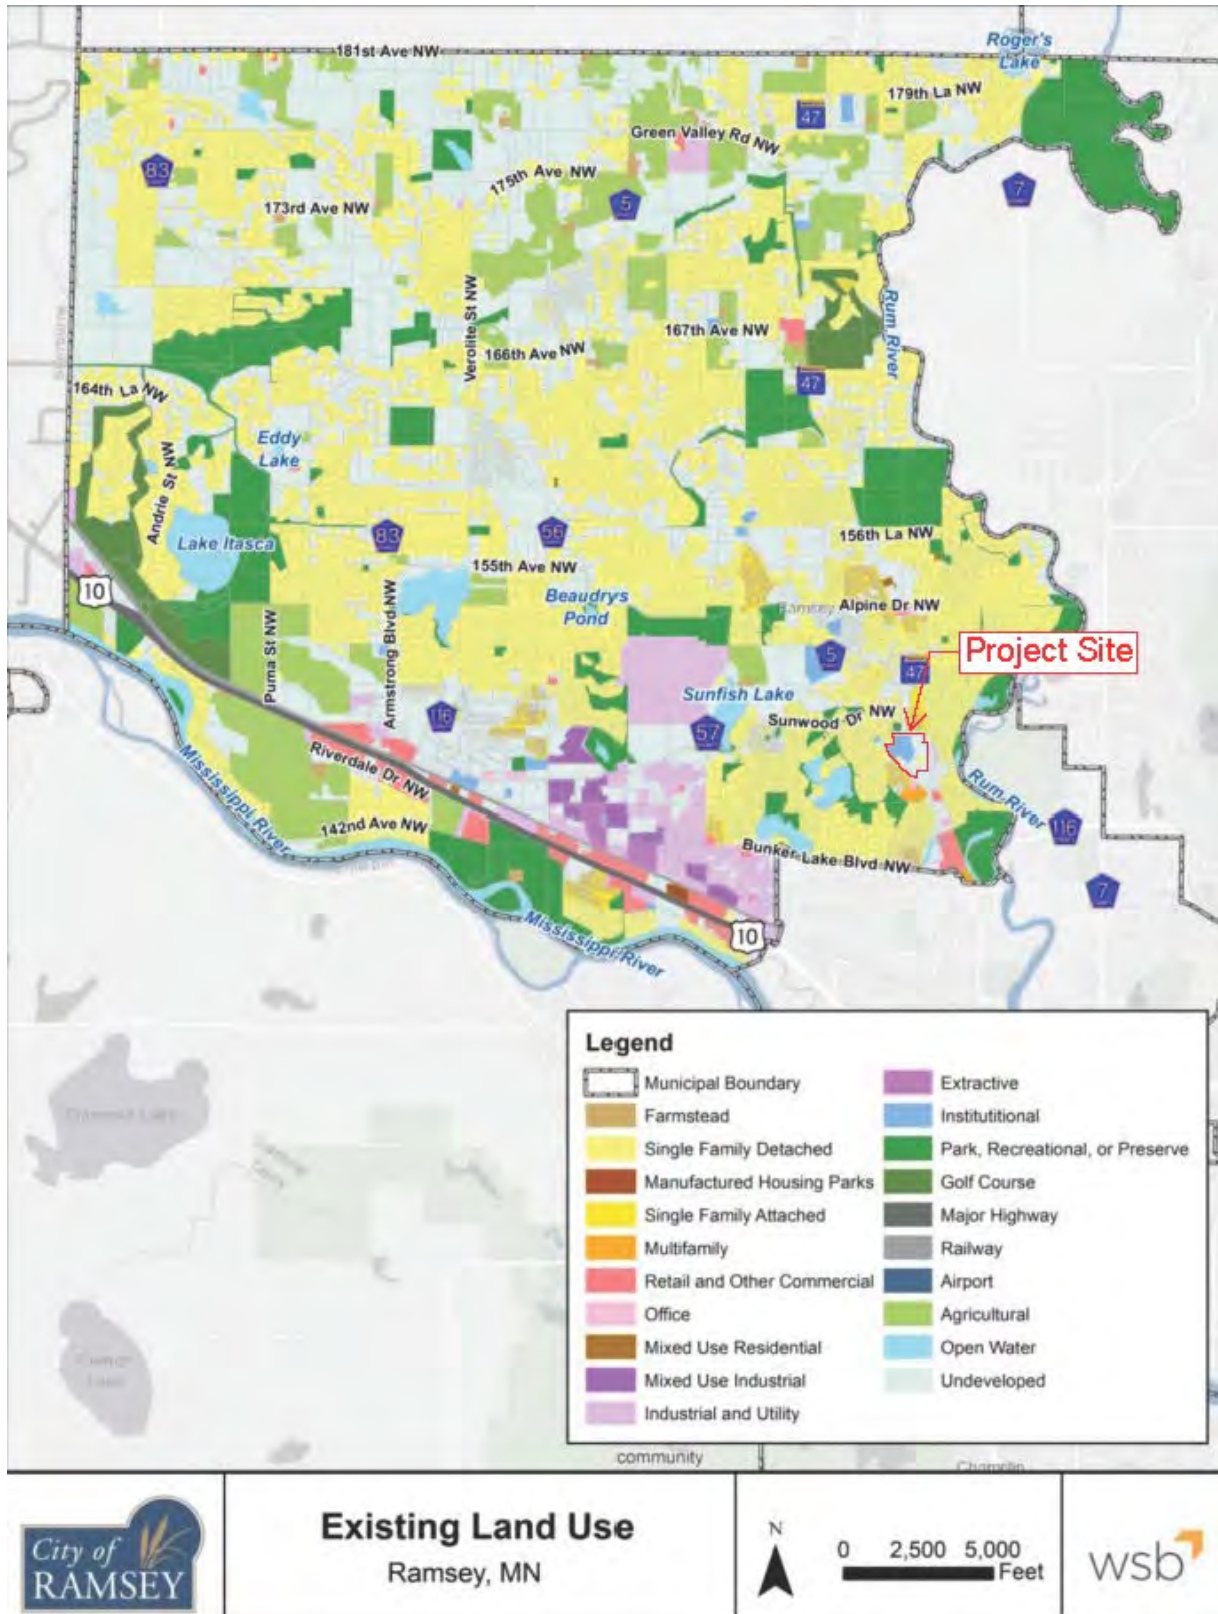 181st Ave NW
Roger's
Lake
179th La NW
47
Green Valley Rd NW
83
175th Ave NW
5
7
173rd Ave NW
Verolite St NW
Rum River
167th Ave NW
166th Ave NW
47
164th La NW
Eddy
Lake
Andrie St NW
Lake Itasca
83
56
156th La NW
155th Ave NW
10
Beaudrys
Pond
Ramsey
Alpine Dr NW
Puma St NW
Armstrong Blvd NW
5
47
Project Site
Sunfish Lake
Sunwood Dr NW
116
57
Riverdale Dr NW
Mississippi River
Rum River
142nd Ave NW
116
Bunker Lake Blvd NW
7
Mississippi River
10
Legend
Municipal Boundary
Farmstead
Single Family Detached
Manufactured Housing Parks
Single Family Attached
Multifamily
Retail and Other Commercial
Office
Mixed Use Residential
Mixed Use Industrial
Industrial and Utility
Extractive
Institutitional
Park, Recreational, or Preserve
Golf Course
Major Highway
Railway
Airport
Agricultural
Open Water
Undeveloped
community
Champlin
City of
RAMSEY
Existing Land Use
Ramsey, MN
N
0 2,500 5,000
Feet
wsb